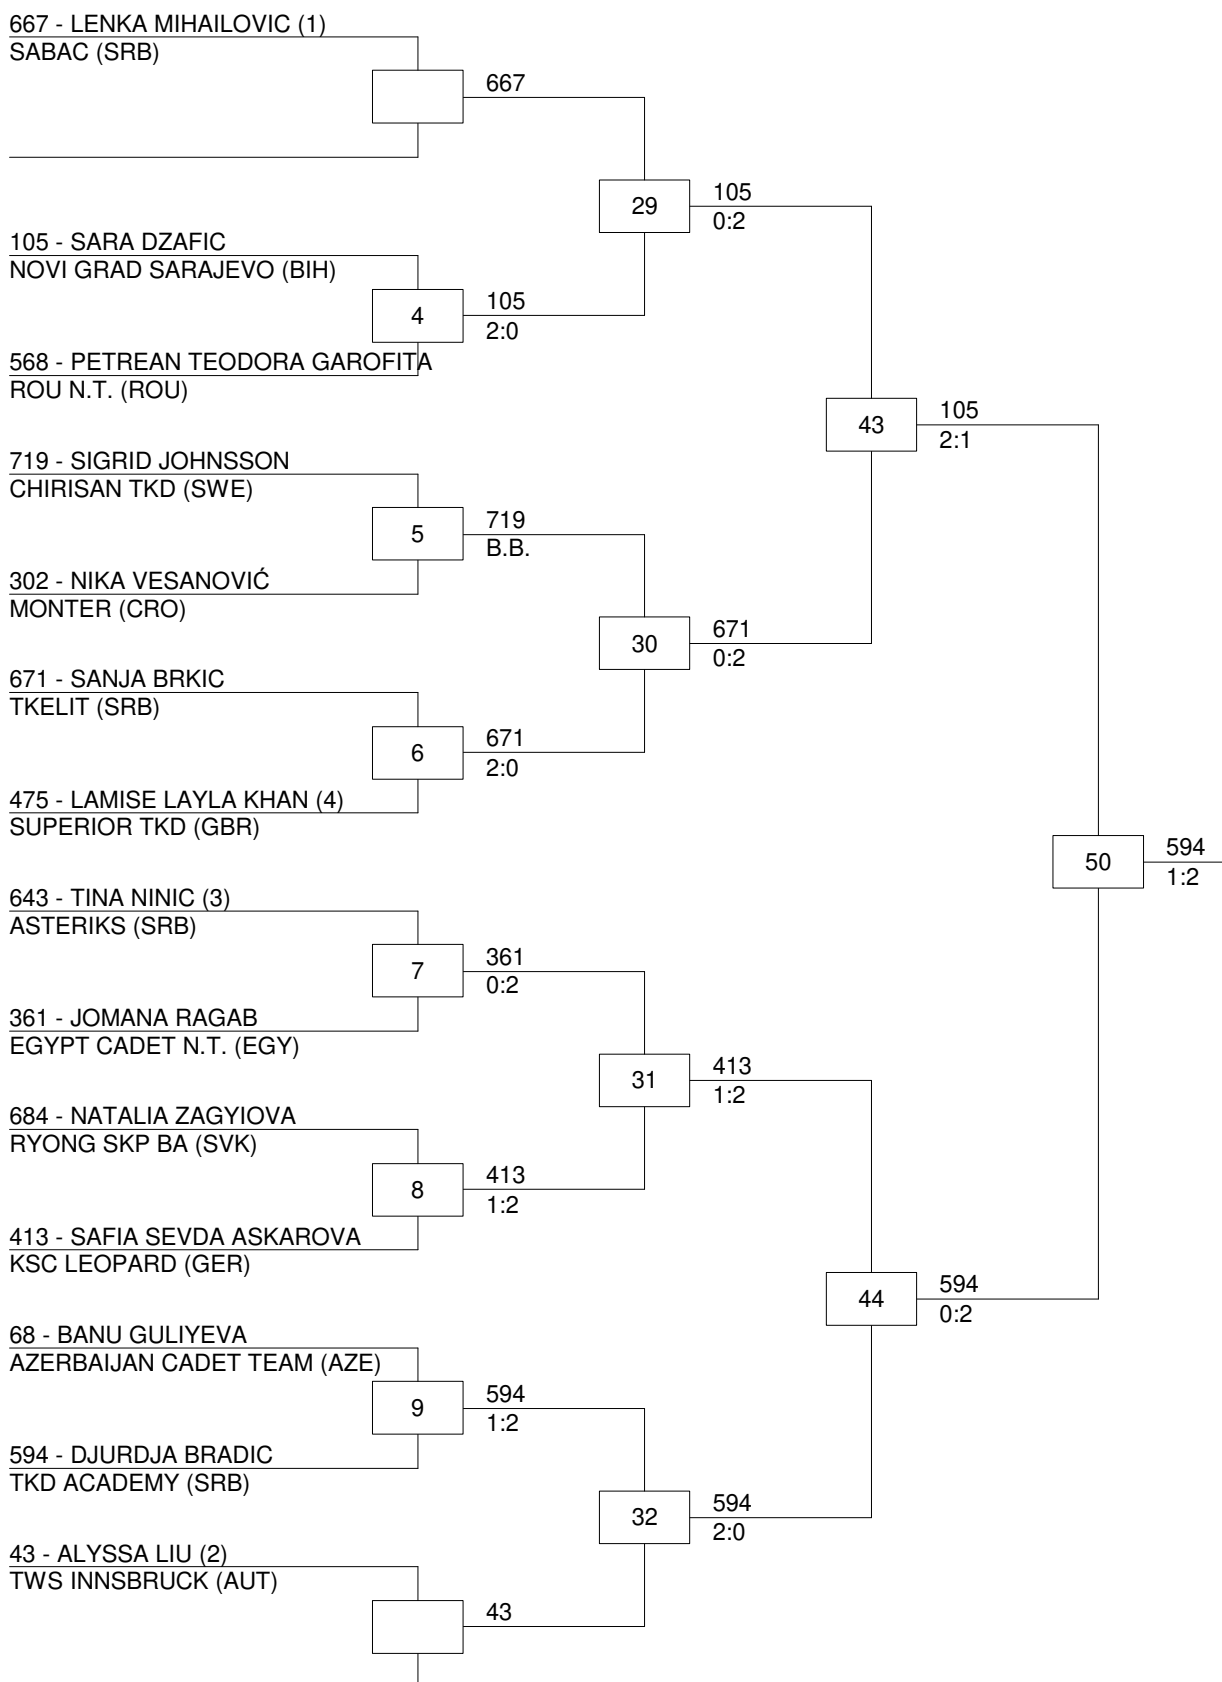 667 - LENKA MIHAILOVIC (1)
SABAC (SRB)
667
29
105
0:2
105 - SARA DZAFIC
NOVI GRAD SARAJEVO (BIH)
4
105
2:0
568 - PETREAN TEODORA GAROFITA
ROU N.T. (ROU)
43
105
2:1
719 - SIGRID JOHNSSON
CHIRISAN TKD (SWE)
5
719
B.B.
302 - NIKA VESANOVIĆ
MONTER (CRO)
30
671
0:2
671 - SANJA BRKIC
TKELIT (SRB)
6
671
2:0
475 - LAMISE LAYLA KHAN (4)
SUPERIOR TKD (GBR)
50
594
1:2
643 - TINA NINIC (3)
ASTERIKS (SRB)
7
361
0:2
361 - JOMANA RAGAB
EGYPT CADET N.T. (EGY)
31
413
1:2
684 - NATALIA ZAGYIOVA
RYONG SKP BA (SVK)
8
413
1:2
413 - SAFIA SEVDA ASKAROVA
KSC LEOPARD (GER)
44
594
0:2
68 - BANU GULIYEVA
AZERBAIJAN CADET TEAM (AZE)
9
594
1:2
594 - DJURDJA BRADIC
TKD ACADEMY (SRB)
32
594
2:0
43 - ALYSSA LIU (2)
TWS INNSBRUCK (AUT)
43